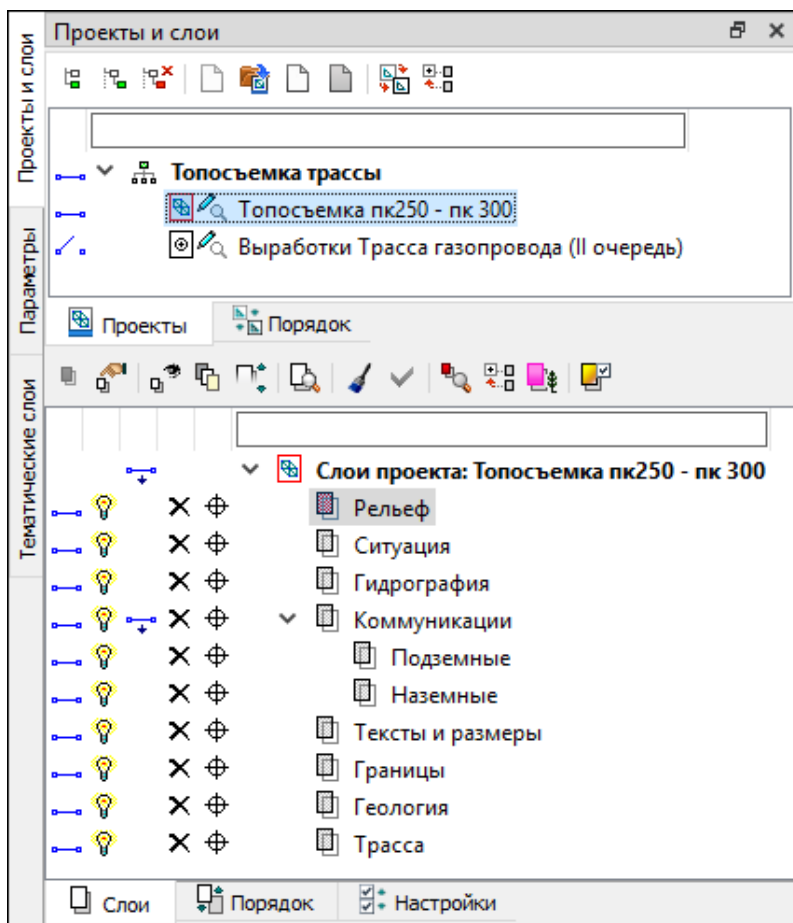 Проекты и слои
Проекты и слои
Параметры
Тематические слои
Топосъемка трассы
Топосъемка пк250 - пк 300
Выработки Трасса газопровода (II очередь)
Проекты
Порядок
Слои проекта: Топосъемка пк250 - пк 300
Рельеф
Ситуация
Гидрография
Коммуникации
Подземные
Наземные
Тексты и размеры
Границы
Геология
Трасса
Слои
Порядок
Настройки